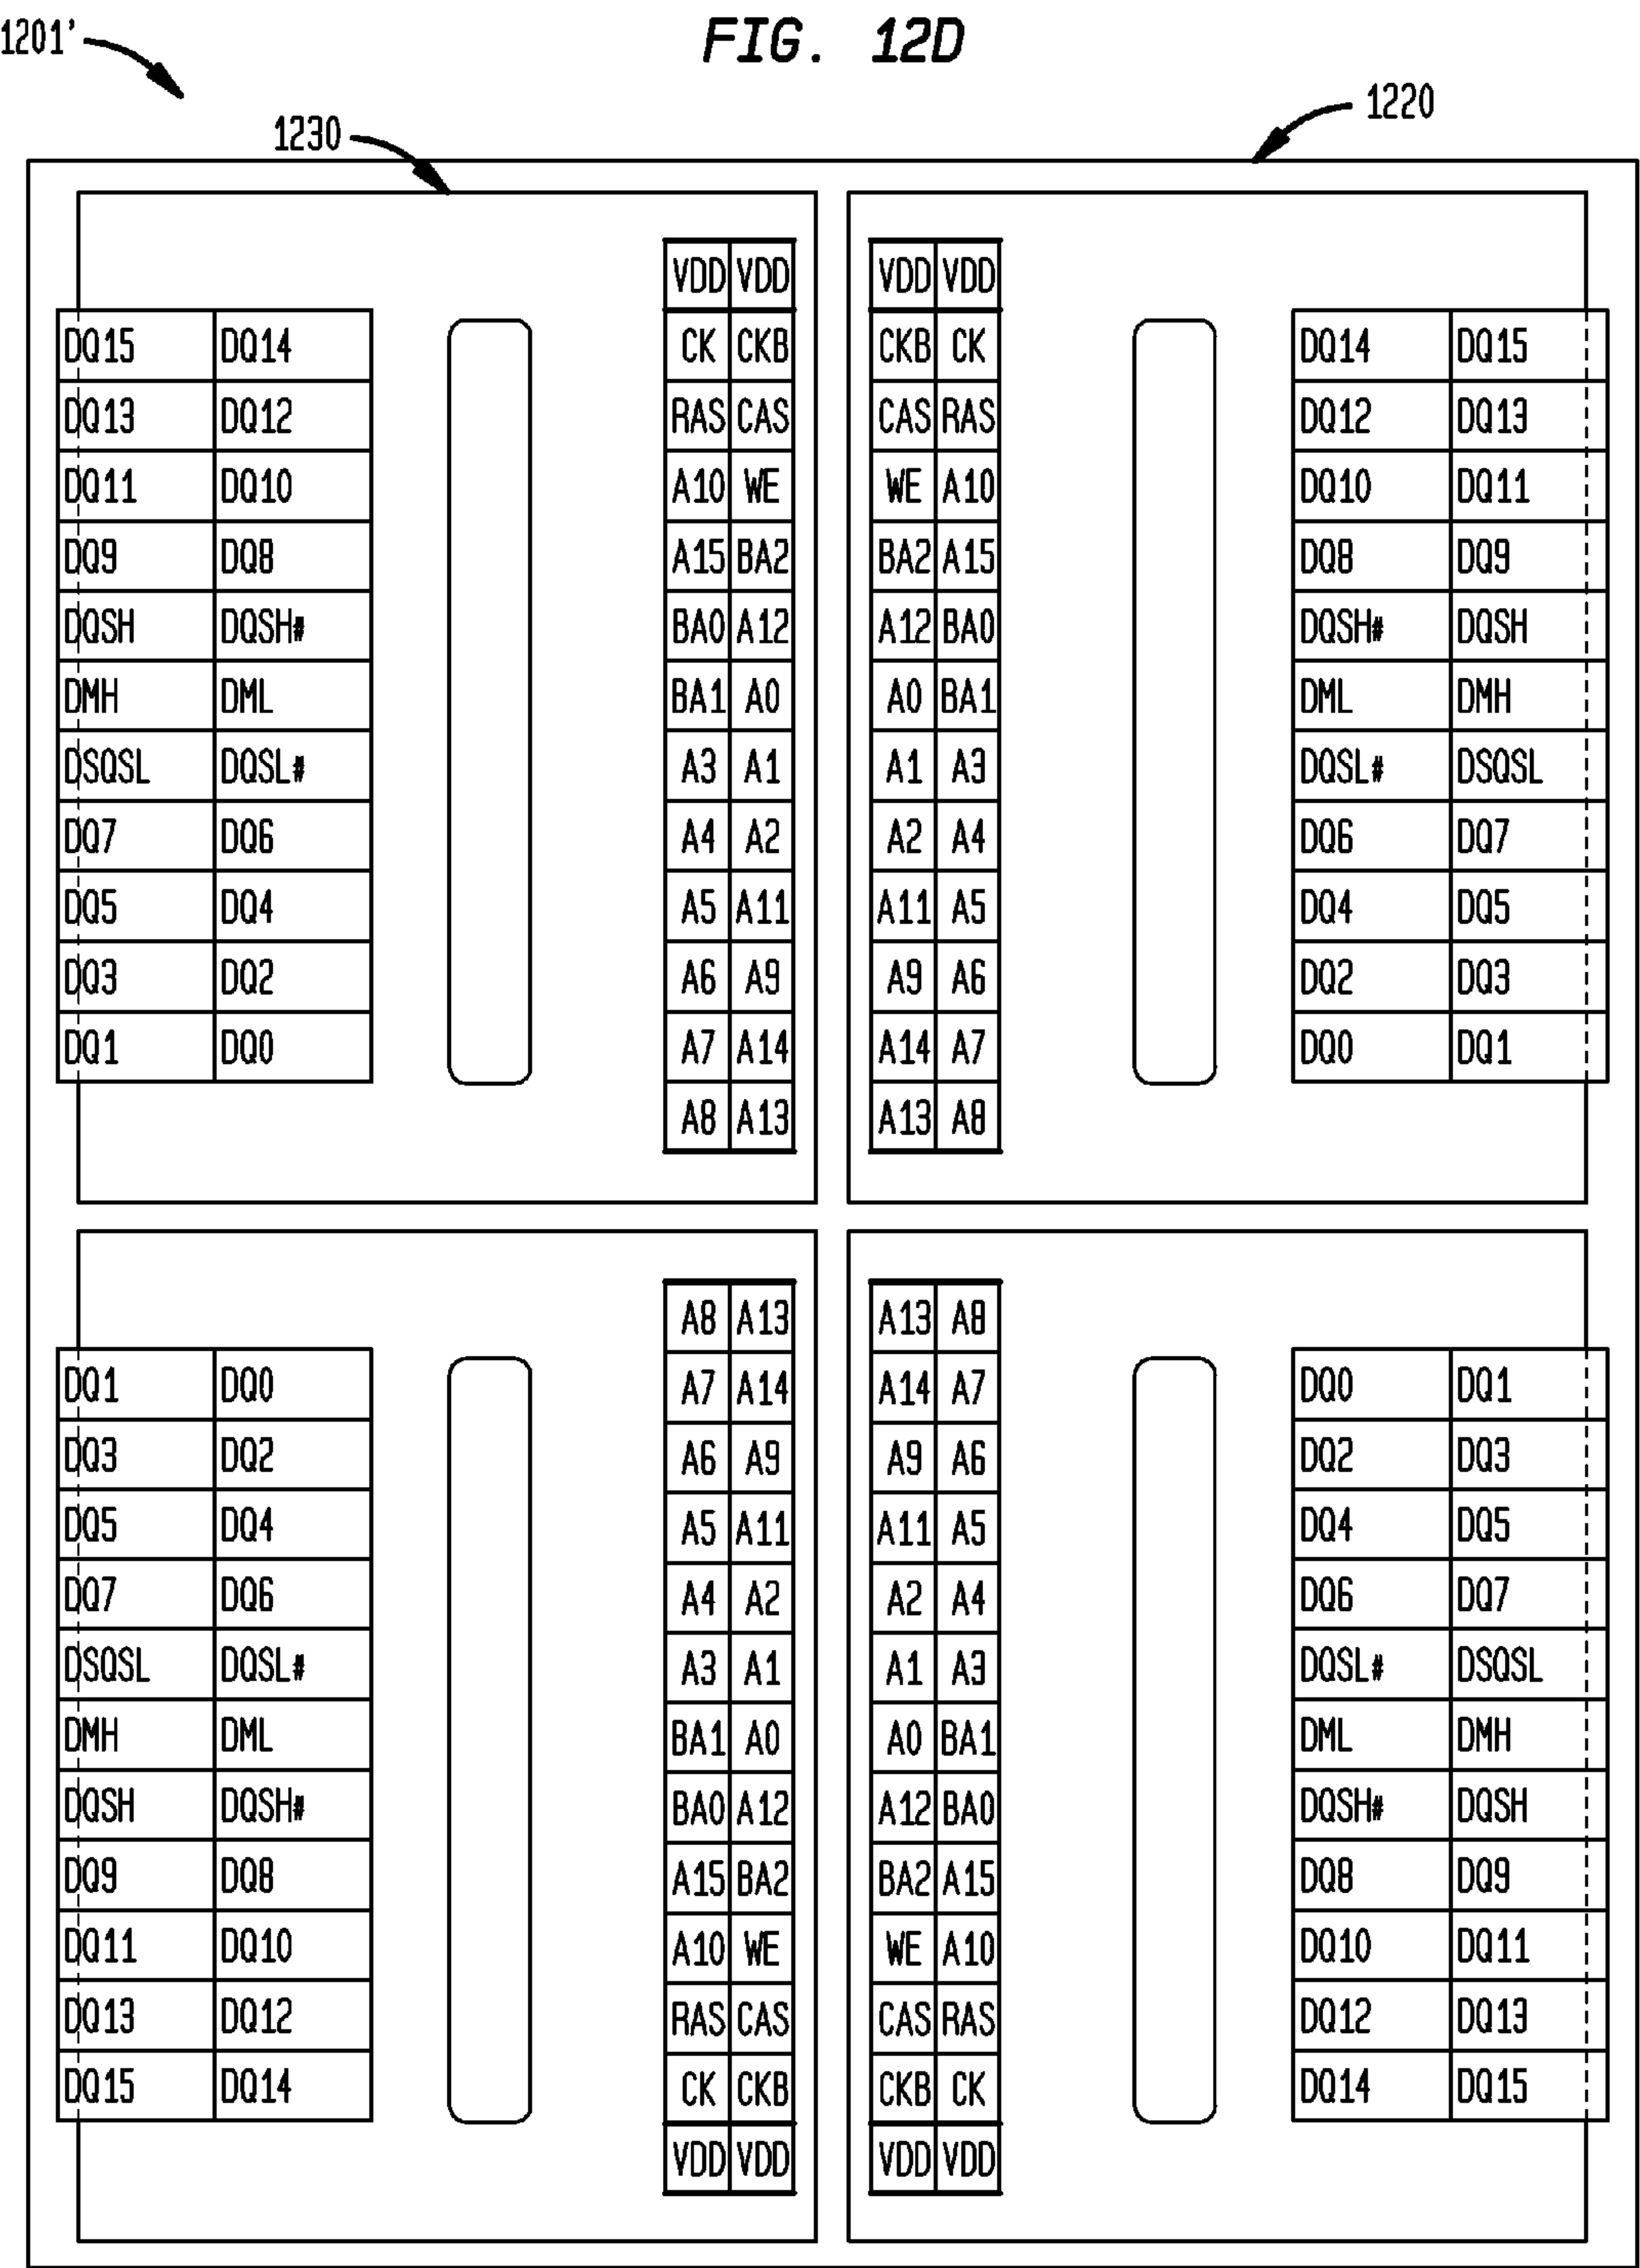 FIG. 12D
1201’
1220
1230
VDD VDD VDD VDD
DQ15 DQ14 CK CKB CKB CK DQ14 DQ15
DQ13 DQ12 RAS CAS CAS RAS DQ12 DQ13
DQ11 DQ10 A10 WE WE A10 DQ10 DQ11
DQ9 DQ8 A15 BA2 BA2 A15 DQ8 DQ9
DQSH DQSH# BA0 A12 A12 BA0 DQSH# DQSH
DMH DML BA1 A0 A0 BA1 DML DMH
DSQSL DQSL# A3 A1 A1 A3 DQSL# DSQSL
DQ7 DQ6 A4 A2 A2 A4 DQ6 DQ7
DQ5 DQ4 A5 A11 A11 A5 DQ4 DQ5
DQ3 DQ2 A6 A9 A9 A6 DQ2 DQ3
DQ1 DQ0 A7 A14 A14 A7 DQ0 DQ1
A8 A13 A13 A8
A8 A13 A13 A8
DQ1 DQ0 A7 A14 A14 A7 DQ0 DQ1
DQ3 DQ2 A6 A9 A9 A6 DQ2 DQ3
DQ5 DQ4 A5 A11 A11 A5 DQ4 DQ5
DQ7 DQ6 A4 A2 A2 A4 DQ6 DQ7
DSQSL DQSL# A3 A1 A1 A3 DQSL# DSQSL
DMH DML BA1 A0 A0 BA1 DML DMH
DQSH DQSH# BA0 A12 A12 BA0 DQSH# DQSH
DQ9 DQ8 A15 BA2 BA2 A15 DQ8 DQ9
DQ11 DQ10 A10 WE WE A10 DQ10 DQ11
DQ13 DQ12 RAS CAS CAS RAS DQ12 DQ13
DQ15 DQ14 CK CKB CKB CK DQ14 DQ15
VDD VDD VDD VDD